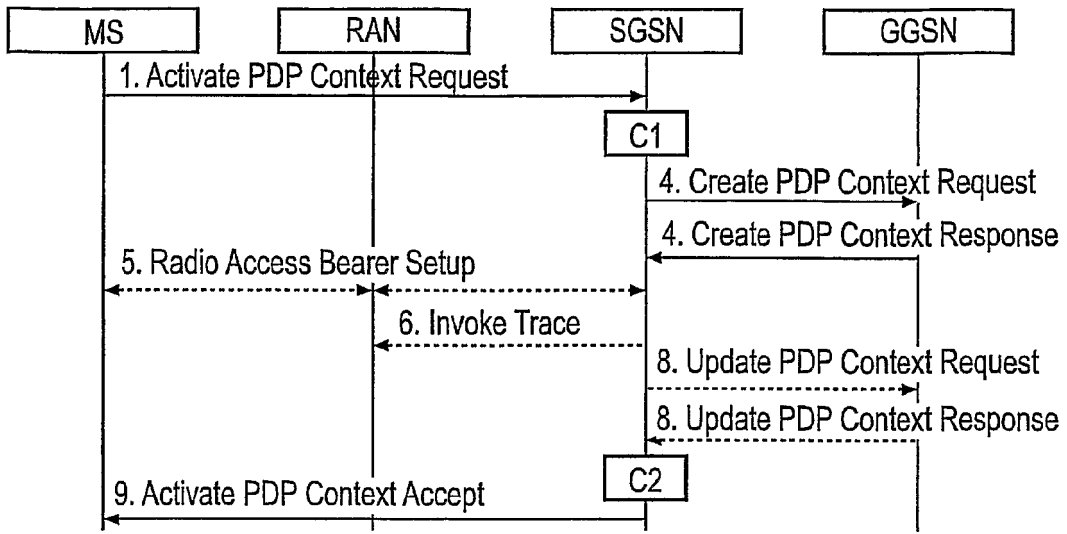 MS
RAN
SGSN
GGSN
1. Activate PDP Context Request
C1
4. Create PDP Context Request
4. Create PDP Context Response
5. Radio Access Bearer Setup
6. Invoke Trace
8. Update PDP Context Request
8. Update PDP Context Response
C2
9. Activate PDP Context Accept